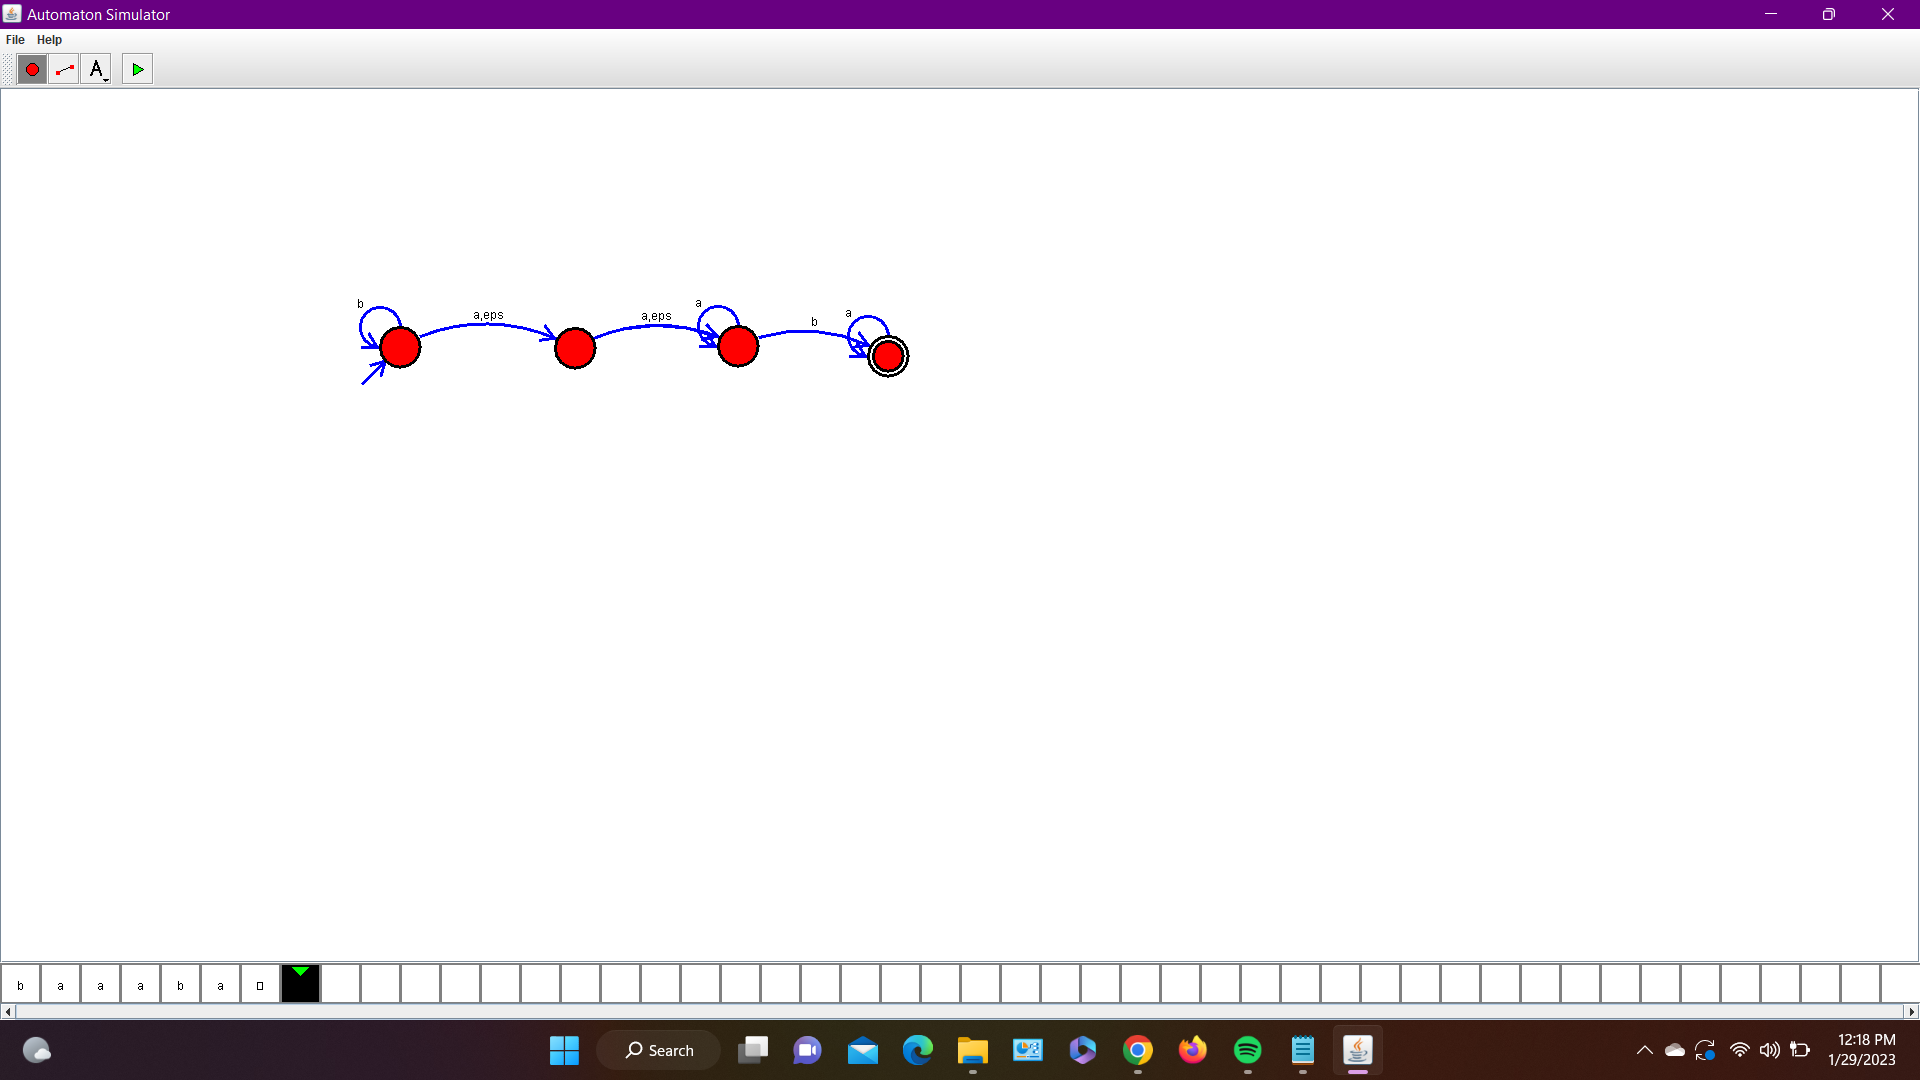 Automaton Simulator
File Help
A
b
a,eps
a,eps
a
b
a
b a a a b a
Search
12:18 PM
1/29/2023